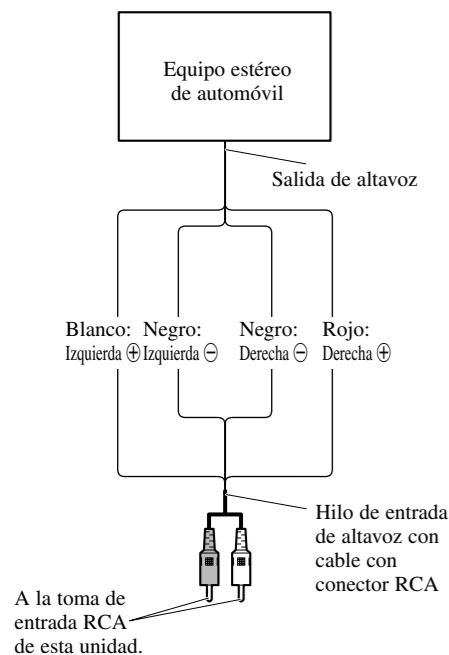 Equipo estéreo
de automóvil
Salida de altavoz
Blanco: Negro: Negro: Rojo:
Izquierda ⊕ Izquierda ⊖ Derecha ⊖ Derecha ⊕
Hilo de entrada
de altavoz con
cable con
conector RCA
A la toma de
entrada RCA
de esta unidad.